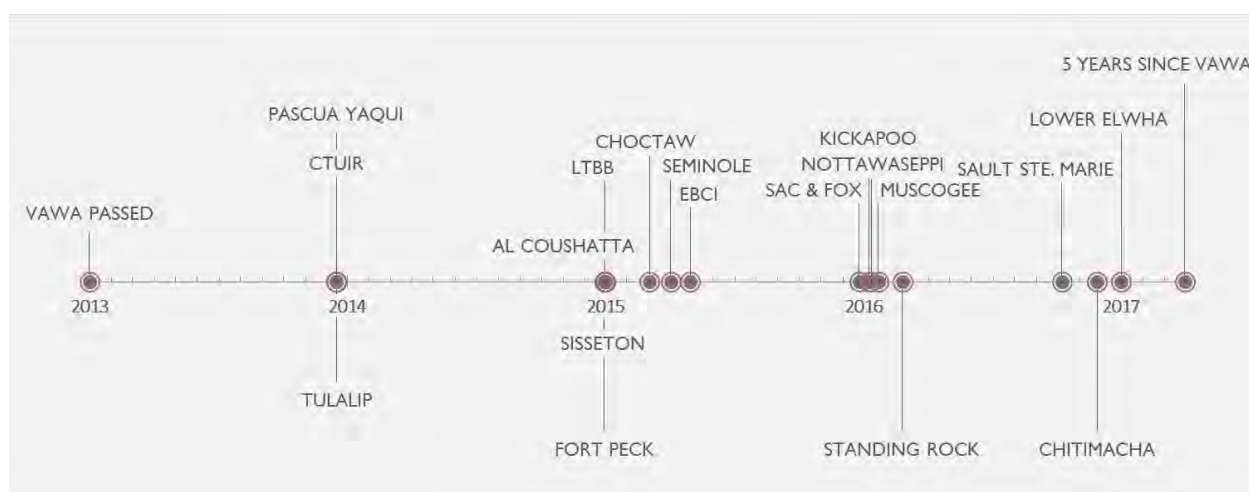 5 YEARS SINCE VAWA
PASCUA YAQUI
LOWER ELWHA
CHOCTAW
KICKAPOO
CTUIR
LTBB
SEMINOLE
NOTTAWASEPPI
SAULT STE. MARIE
EBCI
SAC & FOX
MUSCOGEE
VAWA PASSED
AL COUSHATTA
2013
2014
2015
2016
2017
SISSETON
TULALIP
FORT PECK
STANDING ROCK
CHITIMACHA